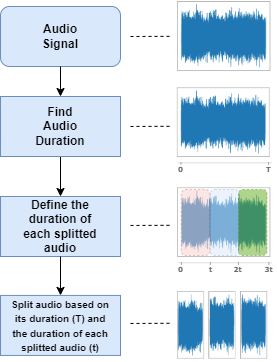 Audio
Signal
Find
Audio
Duration
0 T
Define the
duration of
each splitted
audio
0 t 2t 3t
Split audio based on
its duration (T) and
the duration of each
splitted audio (t)